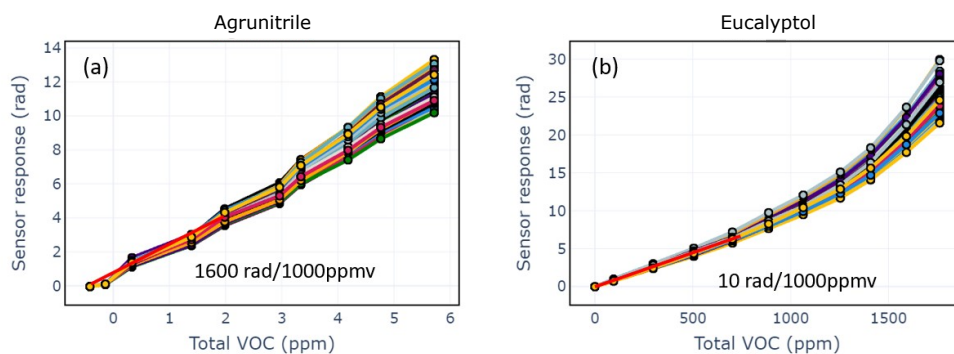 Agrunitrile
(a)
Sensor response (rad)
14
12
10
8
6
4
2
0
1600 rad/1000ppmv
0 1 2 3 4 5 6
Total VOC (ppm)
Eucalyptol
(b)
Sensor response (rad)
30
25
20
15
10
5
0
10 rad/1000ppmv
0 500 1000 1500
Total VOC (ppm)